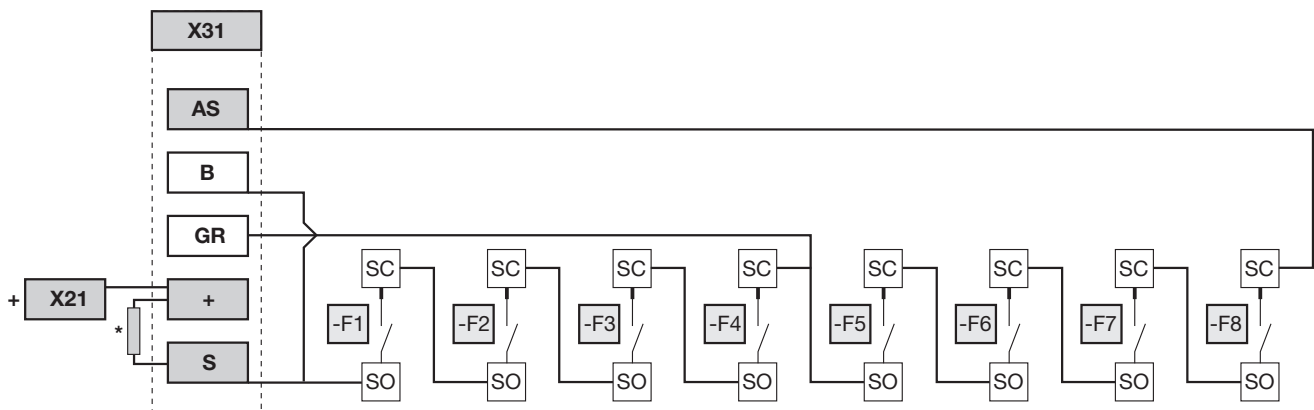 X31
AS
B
GR
+ X21 +
*
S
SC SC SC SC SC SC SC SC
-F1 -F2 -F3 -F4 -F5 -F6 -F7 -F8
SO SO SO SO SO SO SO SO